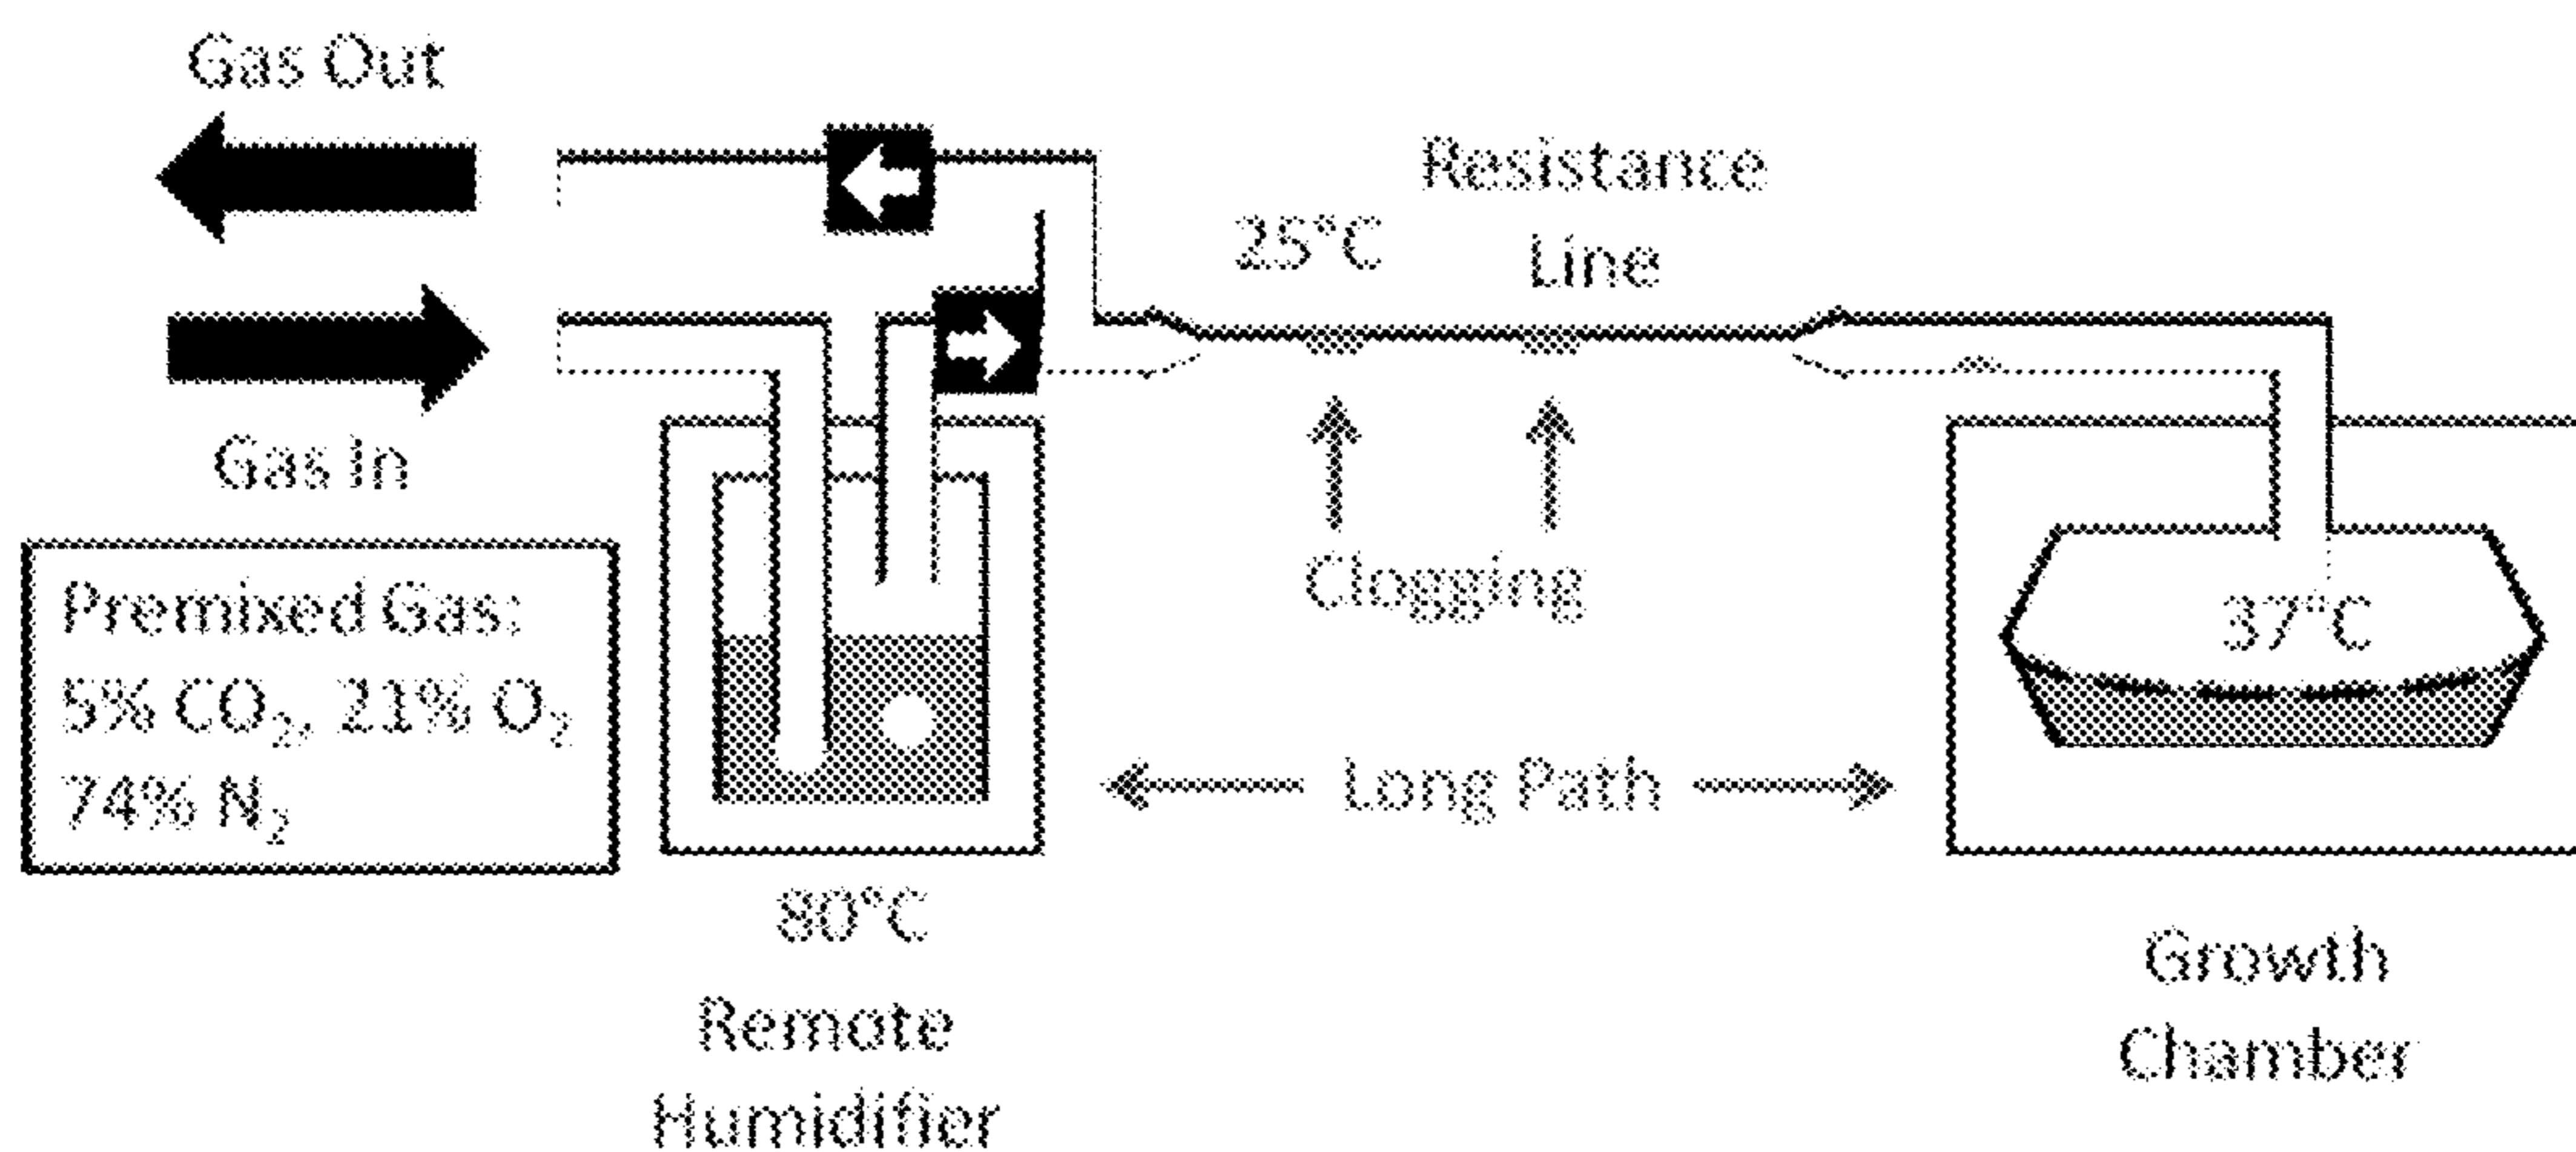 Gas Out
Resistance
Line
25°C
Gas In
Clogging
Premixed Gas:
5% CO₂, 21% O₂
74% N₂
37°C
Long Path
80°C
Remote
Humidifier
Growth
Chamber